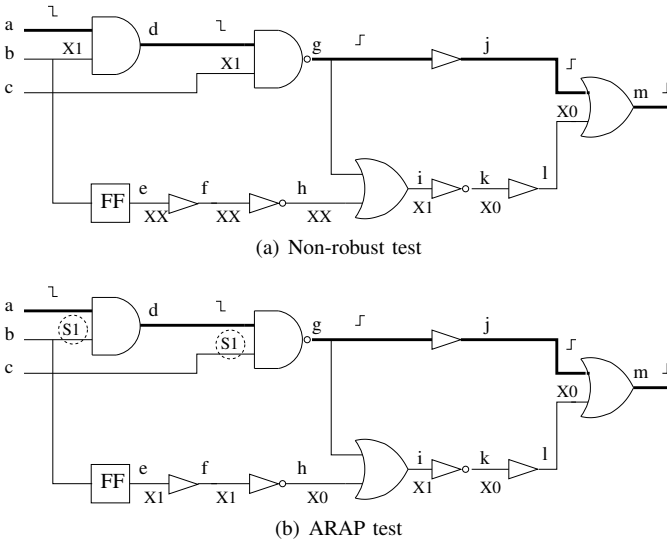 a
d
b
X1
g
j
X1
c
m
X0
FF
e
f
h
i
k
l
XX
XX
XX
X1
X0
(a) Non-robust test
a
d
b
S1
g
j
S1
c
m
X0
FF
e
f
h
i
k
l
X1
X1
X0
X1
X0
(b) ARAP test